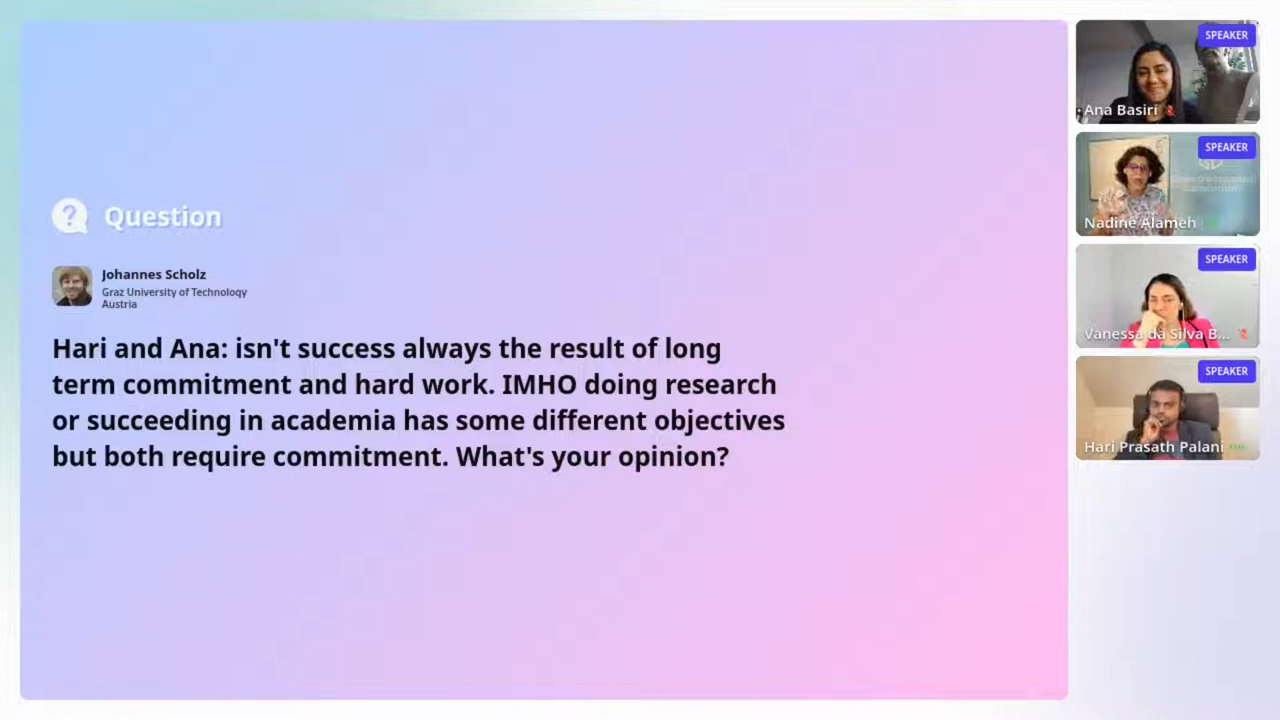 Question
Johannes Scholz
Graz University of Technology
Austria
Hari and Ana: isn't success always the result of long
term commitment and hard work. IMHO doing research
or succeeding in academia has some different objectives
but both require commitment. What's your opinion?
SPEAKER
Ana Basiri
SPEAKER
Nadine Alameh
SPEAKER
Vanessa da Silva B...
SPEAKER
Hari Prasath Palani